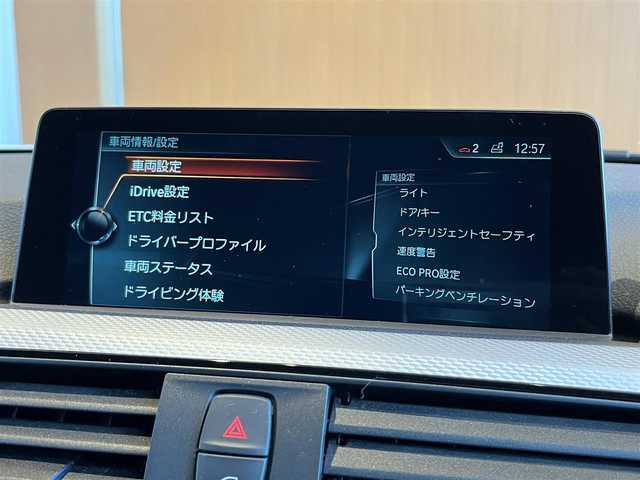 車両情報/設定
2 12:57
車両設定
iDrive設定
ETC料金リスト
ドライバープロファイル
車両ステータス
ドライビング体験
車両設定
ライト
ドア/キー
インテリジェントセーフティ
速度警告
ECO PRO設定
パーキングベンチレーション